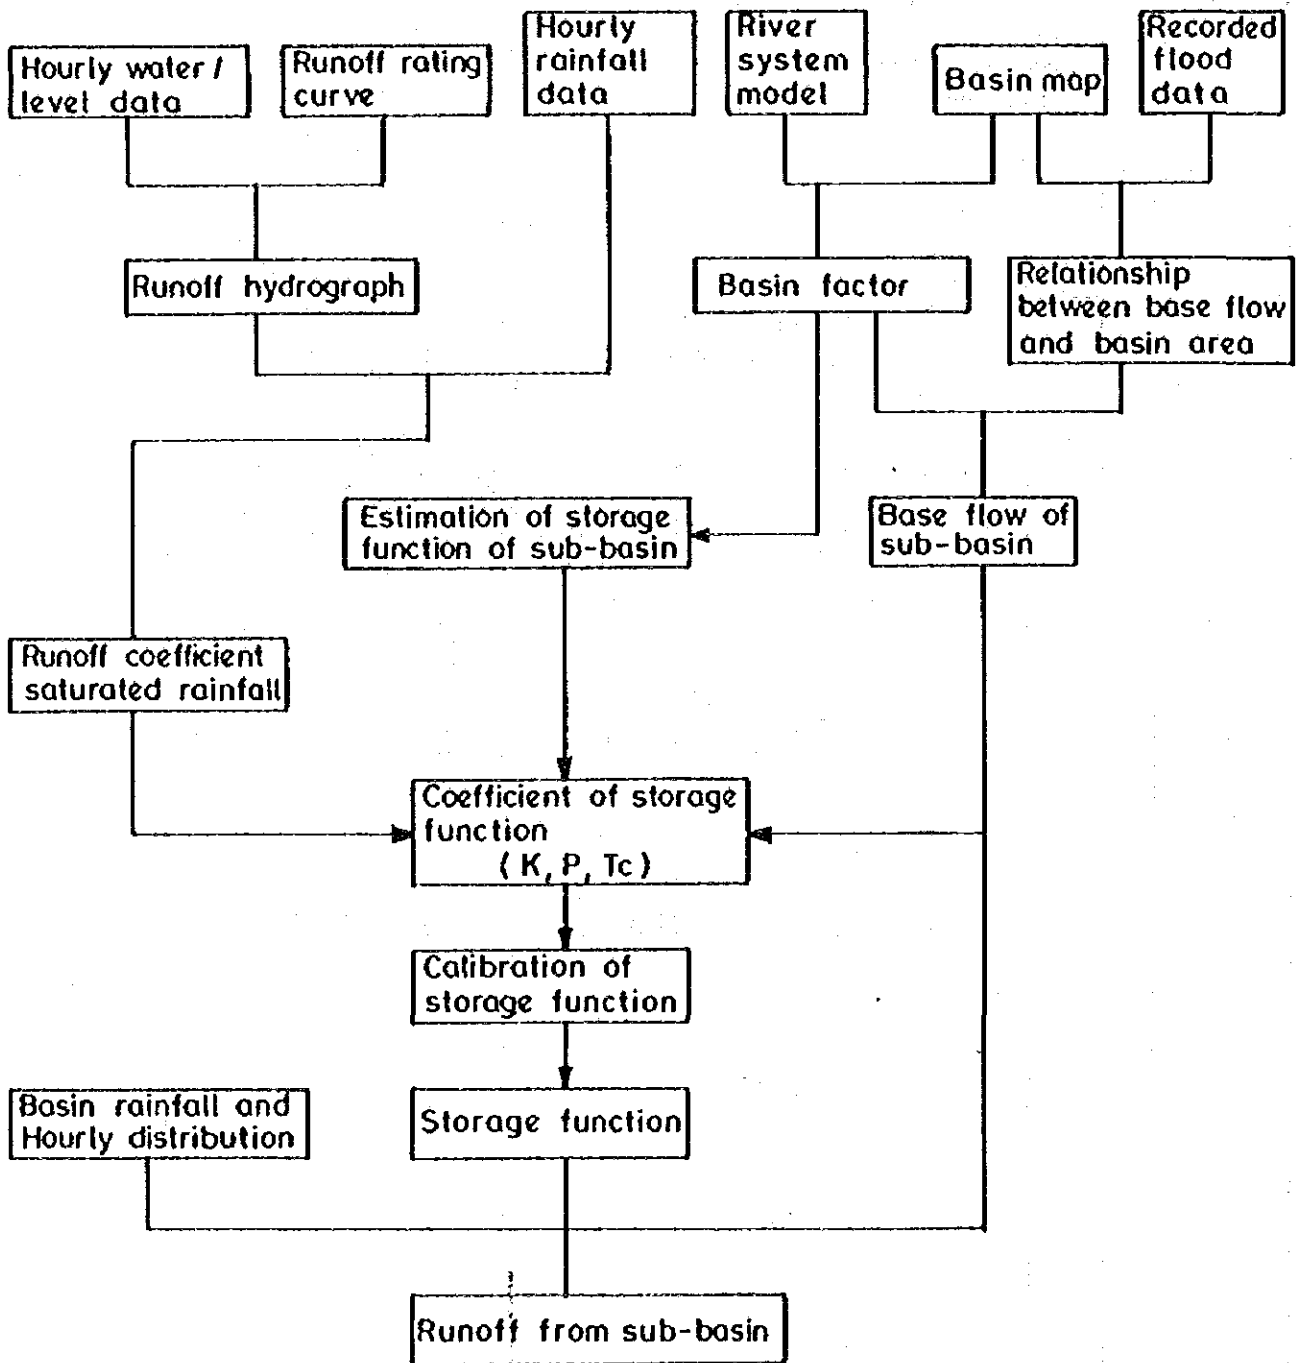 Hourly water /
level data
Runoff rating
curve
Hourly
rainfall
data
River
system
model
Basin map
Recorded
flood
data
Runoff hydrograph
Basin factor
Relationship
between base flow
and basin area
Estimation of storage
function of sub-basin
Base flow of
sub-basin
Runoff coefficient
saturated rainfall
Coefficient of storage
function
( K, P, Tc )
Calibration of
storage function
Basin rainfall and
Hourly distribution
Storage function
Runoff from sub-basin